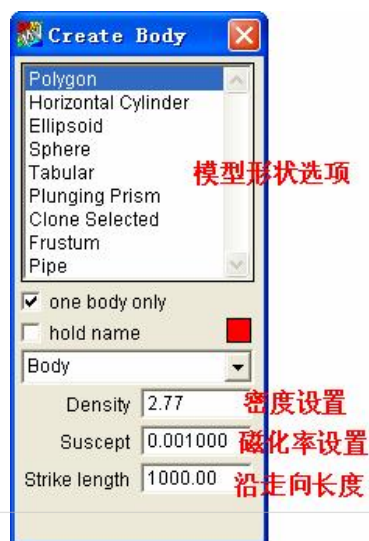 Create Body
Polygon
Horizontal Cylinder
Ellipsoid
Sphere
Tabular
模型形状选项
Plunging Prism
Clone Selected
Frustum
Pipe
one body only
hold name
Body
Density 2.77 密度设置
Suscept 0.001000 磁化率设置
Strike length 1000.00 沿走向长度